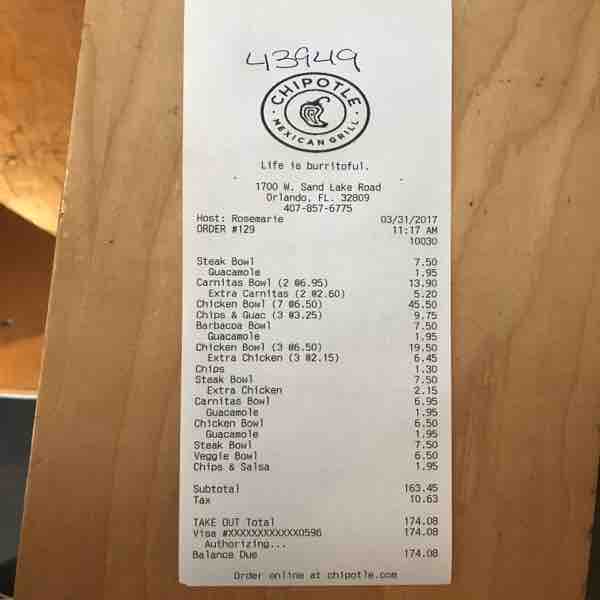 43949
CHIPOTLE
MEXICAN GRILL
Life is burritoful.
1700 W. Sand Lake Road
Orlando, FL. 32809
407-857-6775
Host: Rosemarie 03/31/2017
ORDER #129 11:17 AM
10030
Steak Bowl 7.50
Guacamole 1.95
Carnitas Bowl (2 @6.95) 13.90
Extra Carnitas (2 @2.60) 5.20
Chicken Bowl (7 @6.50) 45.50
Chips & Guac (3 @3.25) 9.75
Barbacoa Bowl 7.50
Guacamole 1.95
Chicken Bowl (3 @6.50) 19.50
Extra Chicken (3 @2.15) 6.45
Chips 1.30
Steak Bowl 7.50
Extra Chicken 2.15
Carnitas Bowl 6.95
Guacamole 1.95
Chicken Bowl 6.50
Guacamole 1.95
Steak Bowl 7.50
Veggie Bowl 6.50
Chips & Salsa 1.95
Subtotal 163.45
Tax 10.63
TAKE OUT Total 174.08
Visa #XXXXXXXXXXXX0596 174.08
Authorizing...
Balance Due 174.08
Order online at chipotle.com